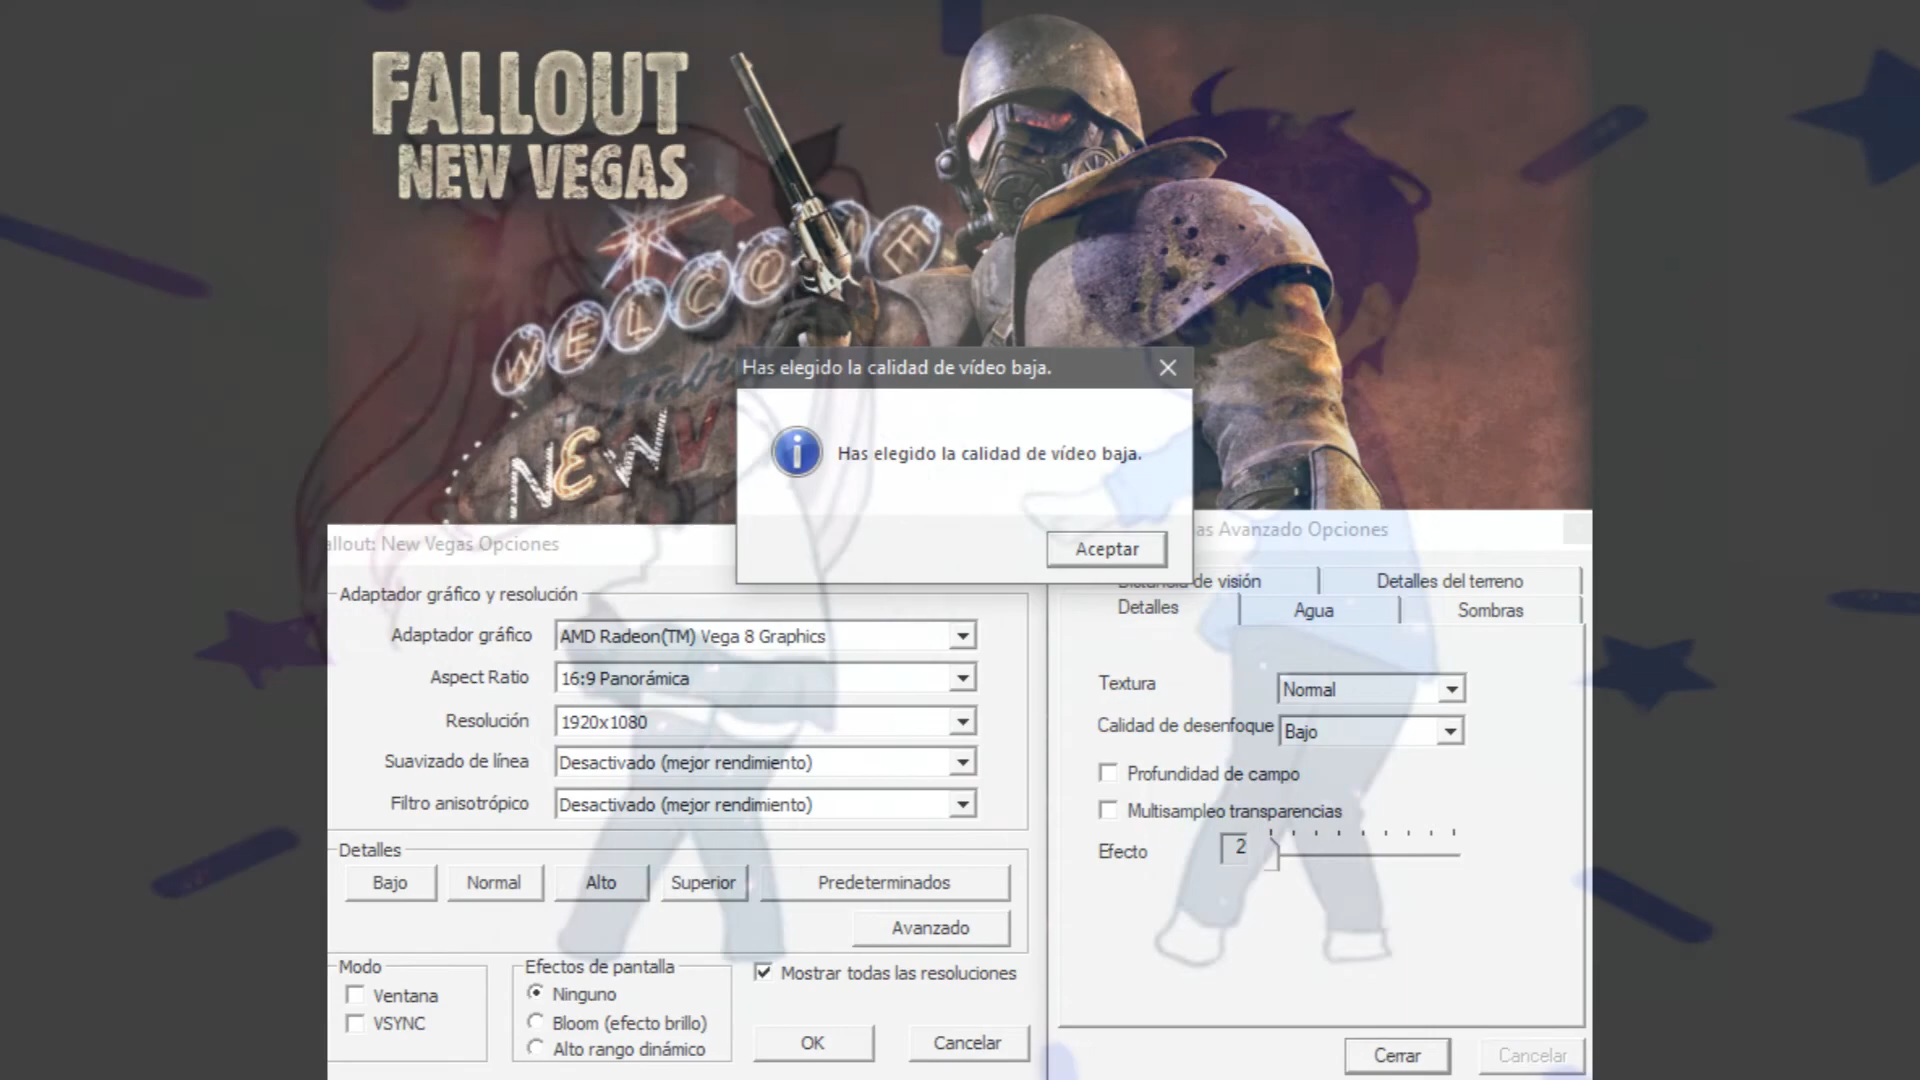 FALLOUT
NEW VEGAS
WELCOME
NEW V
Has elegido la calidad de vídeo baja.
Has elegido la calidad de vídeo baja.
Aceptar
allout: New Vegas Opciones
Adaptador gráfico y resolución
Adaptador gráfico AMD Radeon(TM) Vega 8 Graphics
Aspect Ratio 16:9 Panorámica
Resolución 1920x1080
Suavizado de línea Desactivado (mejor rendimiento)
Filtro anisotrópico Desactivado (mejor rendimiento)
Detalles
Bajo Normal Alto Superior Predeterminados
Avanzado
Modo
Ventana
VSYNC
Efectos de pantalla
Ninguno
Bloom (efecto brillo)
Alto rango dinámico
Mostrar todas las resoluciones
OK Cancelar
as Avanzado Opciones
Distancia de visión Detalles del terreno
Detalles Agua Sombras
Textura Normal
Calidad de desenfoque Bajo
Profundidad de campo
Multisampleo transparencias
Efecto 2
Cerrar Cancelar